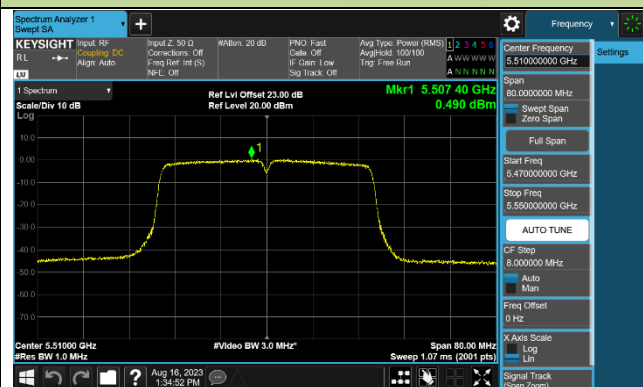 Spectrum Analyzer 1
Swept SA
Frequency
KEYSIGHT Input: RF Input Z: 50 Ω #Atten: 20 dB PNO: Fast Avg Type: Power (RMS) 1 2 3 4 5 6
RL Coupling: DC Corrections: Off Gate: Off Avg|Hold: 100/100 A W W W W W
Align: Auto Freq Ref: Int (S) IF Gain: Low Trig: Free Run
NFE: Off Sig Track: Off A N N N N N
LXI
Center Frequency
5.510000000 GHz
Settings
Span
80.0000000 MHz
Swept Span
Zero Span
Full Span
Start Freq
5.470000000 GHz
Stop Freq
5.550000000 GHz
AUTO TUNE
CF Step
8.000000 MHz
Auto
Man
Freq Offset
0 Hz
X Axis Scale
Log
Lin
Signal Track
(Span Zoom)
1 Spectrum
Scale/Div 10 dB
Log
Ref Lvl Offset 23.00 dB
Ref Level 20.00 dBm
Mkr1 5.507 40 GHz
0.490 dBm
1
10.0
0.00
-10.0
-20.0
-30.0
-40.0
-50.0
-60.0
-70.0
Center 5.51000 GHz #Video BW 3.0 MHz* Span 80.00 MHz
#Res BW 1.0 MHz Sweep 1.07 ms (2001 pts)
Aug 16, 2023
1:34:52 PM